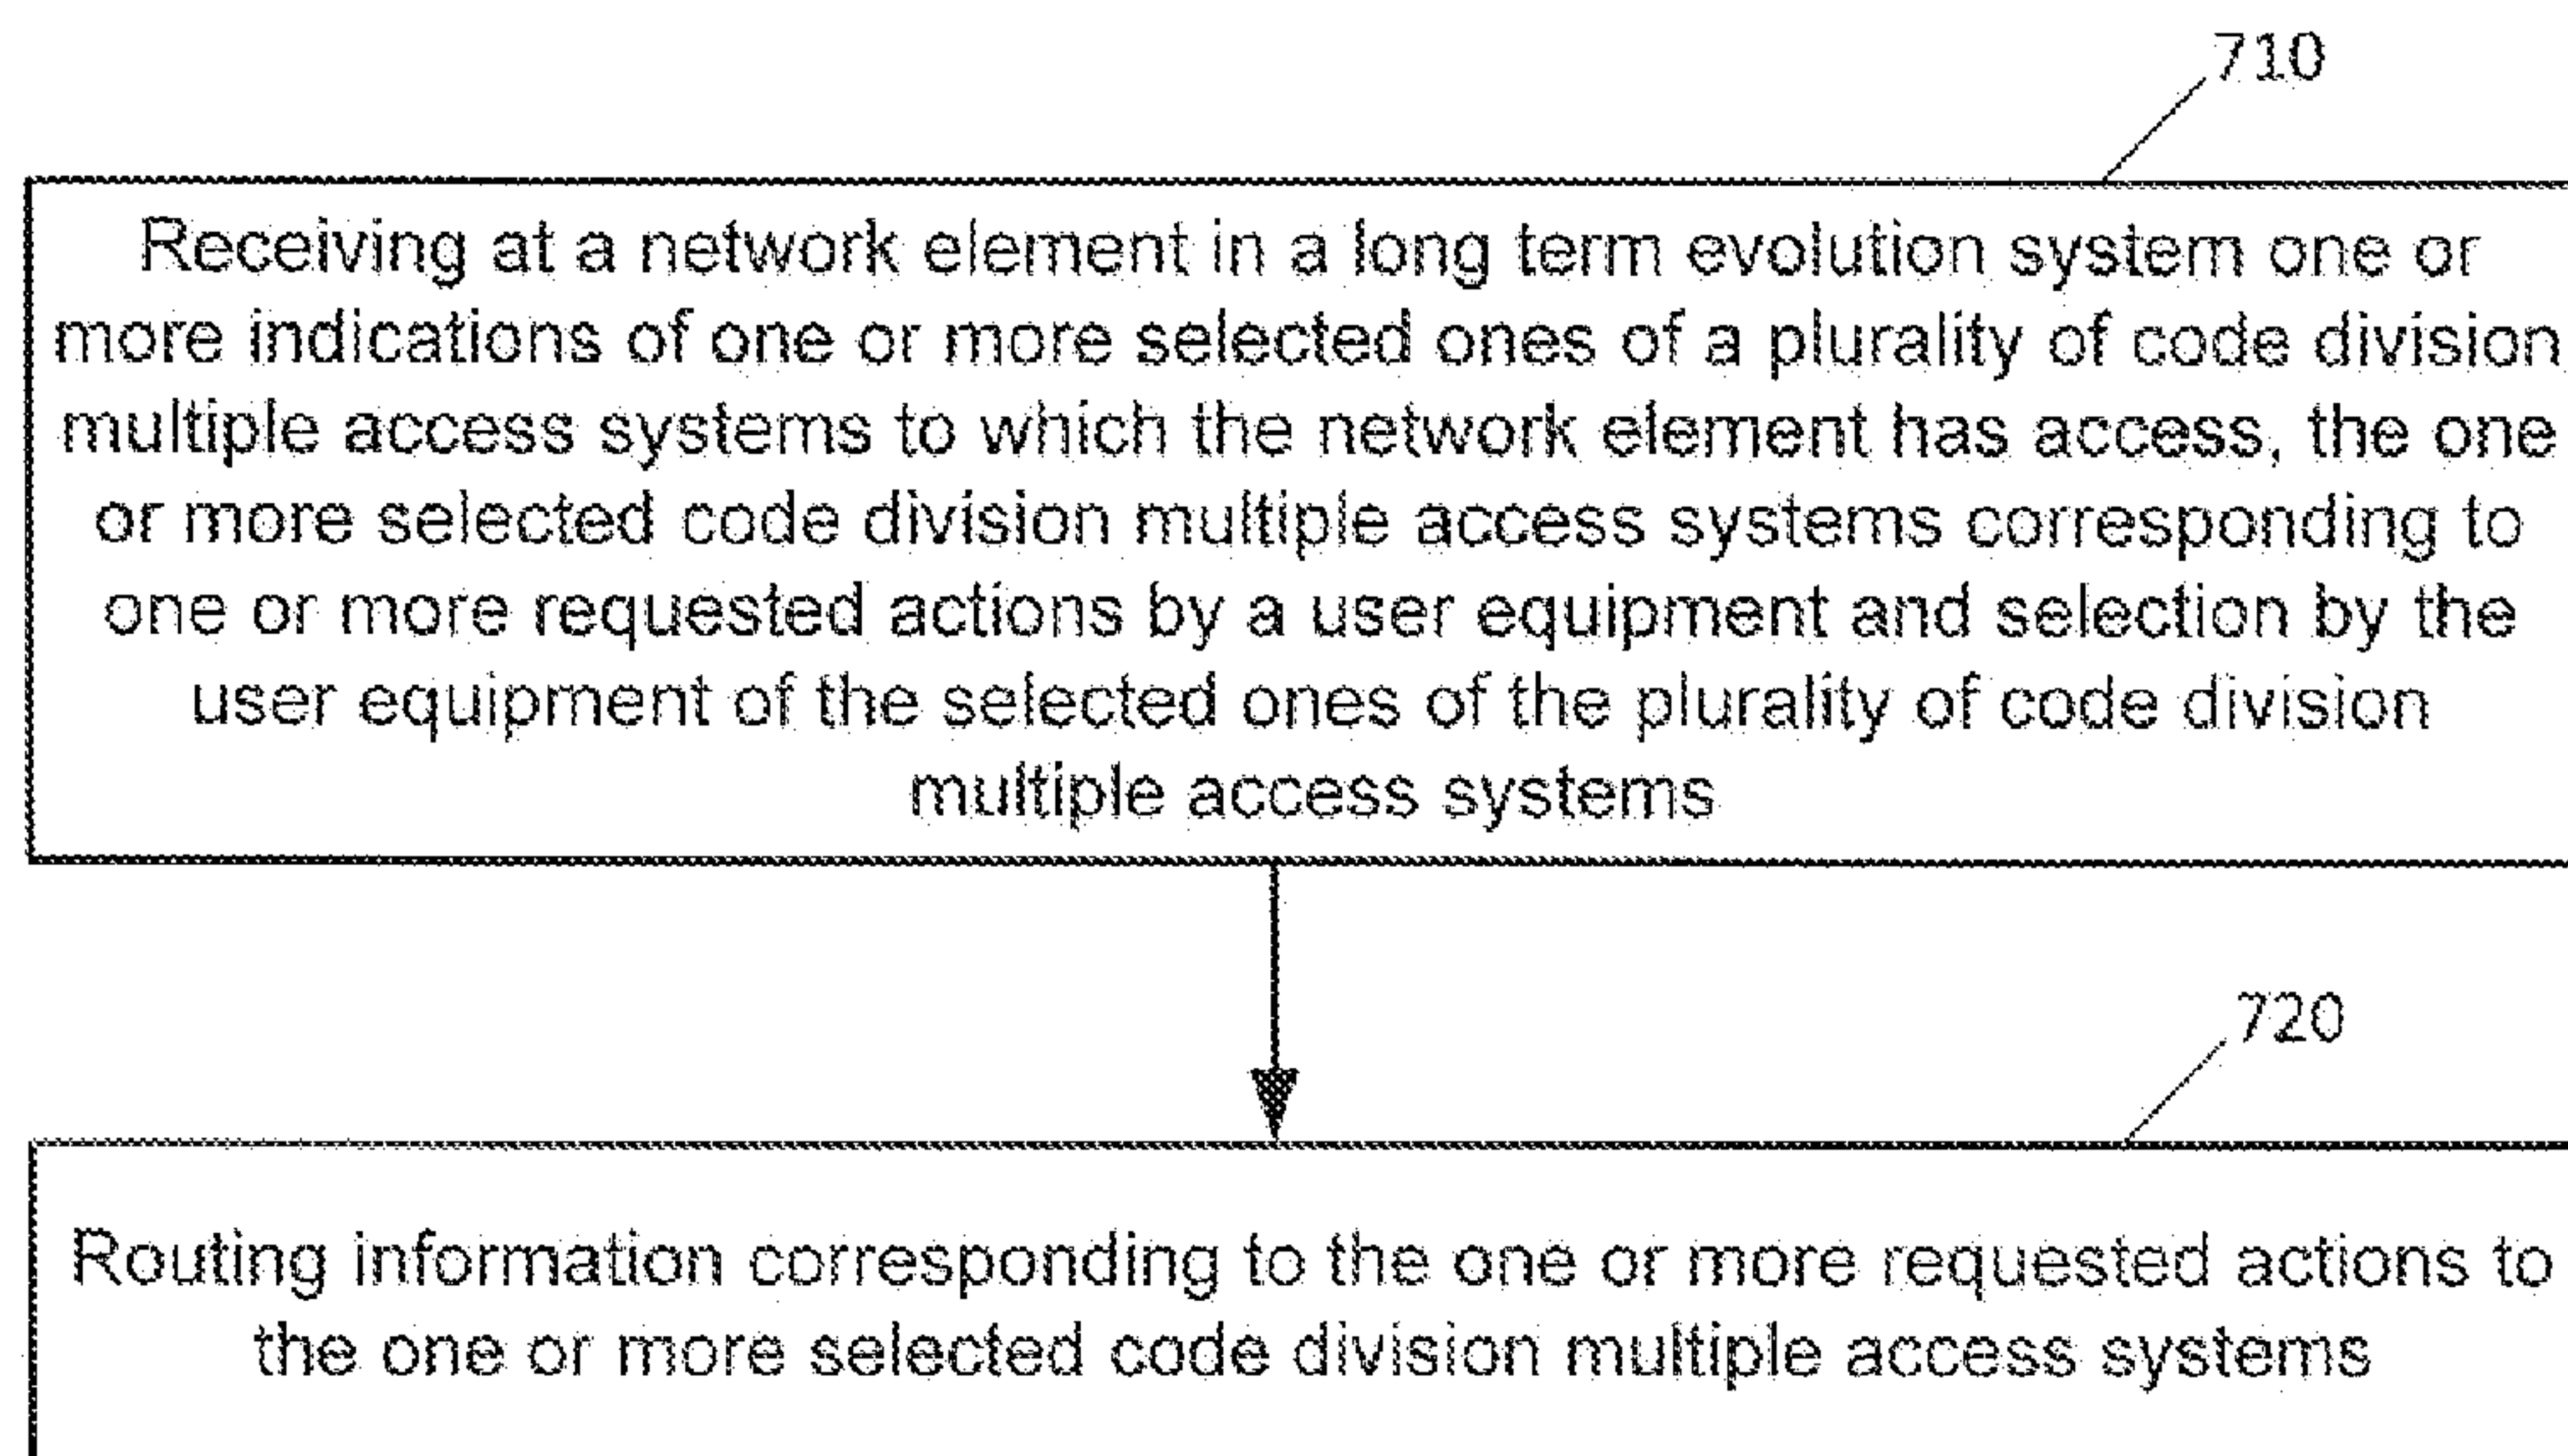 710
Receiving at a network element in a long term evolution system one or
more indications of one or more selected ones of a plurality of code division
multiple access systems to which the network element has access, the one
or more selected code division multiple access systems corresponding to
one or more requested actions by a user equipment and selection by the
user equipment of the selected ones of the plurality of code division
multiple access systems
720
Routing information corresponding to the one or more requested actions to
the one or more selected code division multiple access systems